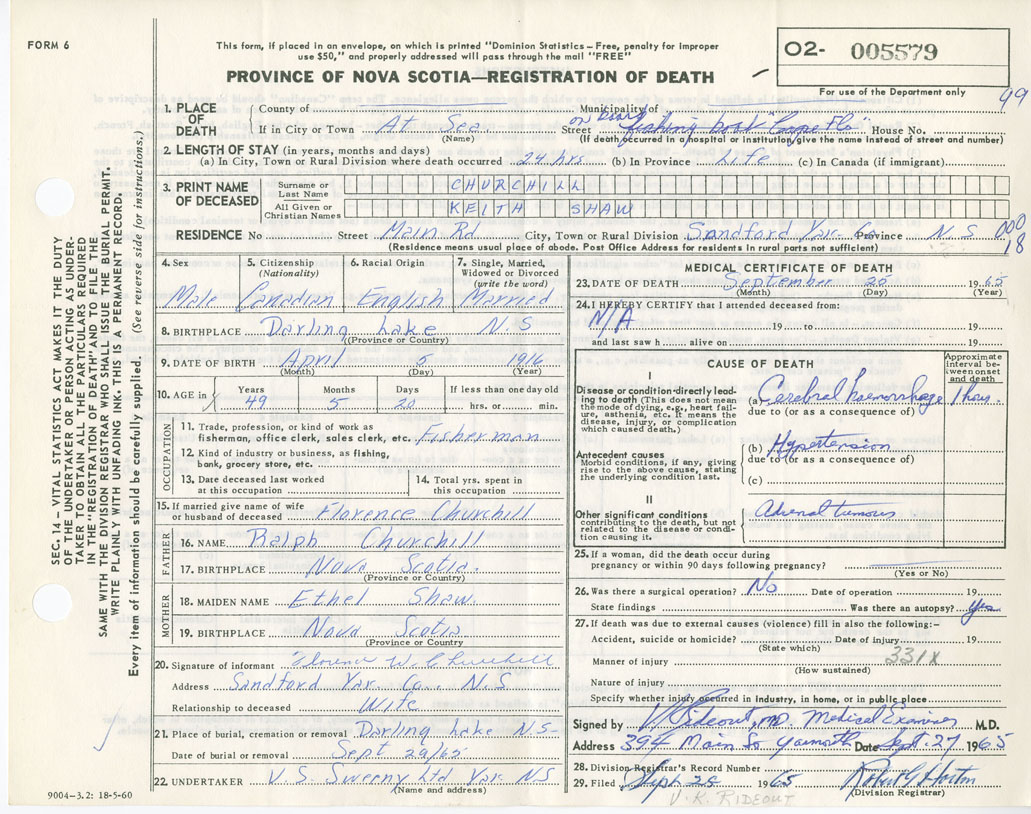 FORM 6
This form, if placed in an envelope, on which is printed "Dominion Statistics – Free, penalty for improper
use $50," and properly addressed will pass through the mail "FREE"
PROVINCE OF NOVA SCOTIA—REGISTRATION OF DEATH
O2- 005579
For use of the Department only
99
SEC. 14 – VITAL STATISTICS ACT MAKES IT THE DUTY
OF THE UNDERTAKER OR PERSON ACTING AS UNDER-
TAKER TO OBTAIN ALL THE PARTICULARS REQUIRED
IN THE "REGISTRATION OF DEATH" AND TO FILE THE
SAME WITH THE DIVISION REGISTRAR WHO SHALL ISSUE THE BURIAL PERMIT.
WRITE PLAINLY WITH UNFADING INK. THIS IS A PERMANENT RECORD.
Every item of information should be carefully supplied. (See reverse side for instructions.)
1. PLACE OF DEATH
County of Municipality of
If in City or Town At Sea. Street on board fishing boat "Cape Flo" House No.
(Name) (If death occurred in a hospital or institution, give the name instead of street and number)
2. LENGTH OF STAY (in years, months and days)
(a) In City, Town or Rural Division where death occurred 24 hrs. (b) In Province Life (c) In Canada (if immigrant)
3. PRINT NAME OF DECEASED
Surname or Last Name CHURCHILL
All Given or Christian Names KEITH SHAW
RESIDENCE No Street Main Rd City, Town or Rural Division Sandford Yar. Co Province N.S
(Residence means usual place of abode. Post Office Address for residents in rural parts not sufficient)
000
18
4. Sex Male
5. Citizenship (Nationality) Canadian
6. Racial Origin English
7. Single, Married, Widowed or Divorced (write the word) Married
8. BIRTHPLACE Darling Lake N.S
(Province or Country)
9. DATE OF BIRTH April 5 1916
(Month) (Day) (Year)
10. AGE in Years 49 Months 5 Days 20 If less than one day old hrs. or min.
OCCUPATION
11. Trade, profession, or kind of work as
fisherman, office clerk, sales clerk, etc. Fisherman
12. Kind of industry or business, as fishing,
bank, grocery store, etc.
13. Date deceased last worked
at this occupation
14. Total yrs. spent in
this occupation
15. If married give name of wife
or husband of deceased Florence Churchill
FATHER
16. NAME Ralph Churchill
17. BIRTHPLACE Nova Scotia.
(Province or Country)
MOTHER
18. MAIDEN NAME Ethel Shaw
19. BIRTHPLACE Nova Scotia
(Province or Country)
20. Signature of informant Florence W. Churchill
Address Sandford Yar. Co., N.S
Relationship to deceased Wife
21. Place of burial, cremation or removal Darling Lake N.S-
Date of burial or removal Sept 29/65
22. UNDERTAKER V.S. Sweeny Ltd Yar. N.S
(Name and address)
9004–3.2: 18-5-60
MEDICAL CERTIFICATE OF DEATH
23. DATE OF DEATH September 25 1965
(Month) (Day) (Year)
24. I HEREBY CERTIFY that I attended deceased from:
N/A 19 to 19
and last saw h alive on 19
CAUSE OF DEATH
Approximate interval between onset and death
I
Disease or condition directly lead-
ing to death (This does not mean
the mode of dying, e.g., heart fail-
ure, asthenia, etc. It means the
disease, injury, or complication
which caused death.)
(a) Cerebral haemorrhage 1 hour.
due to (or as a consequence of)
Antecedent causes
Morbid conditions, if any, giving
rise to the above cause, stating
the underlying condition last.
(b) Hypertension
due to (or as a consequence of)
(c)
II
Other significant conditions
contributing to the death, but not
related to the disease or condi-
tion causing it.
Adrenal tumours
25. If a woman, did the death occur during
pregnancy or within 90 days following pregnancy?
(Yes or No)
26. Was there a surgical operation? No Date of operation 19
State findings Was there an autopsy? Yes
27. If death was due to external causes (violence) fill in also the following:–
Accident, suicide or homicide? Date of injury 19
(State which)
331X
Manner of injury
(How sustained)
Nature of injury
Specify whether injury occurred in industry, in home, or in public place
Signed by V Rideout, MD. Medical Examiner M.D.
Address 394 Main St Yarmouth Date Sept. 27 1965
28. Division Registrar's Record Number
29. Filed Sept 28 1965 Robert G Horton
(Division Registrar)
V. K. RIDEOUT